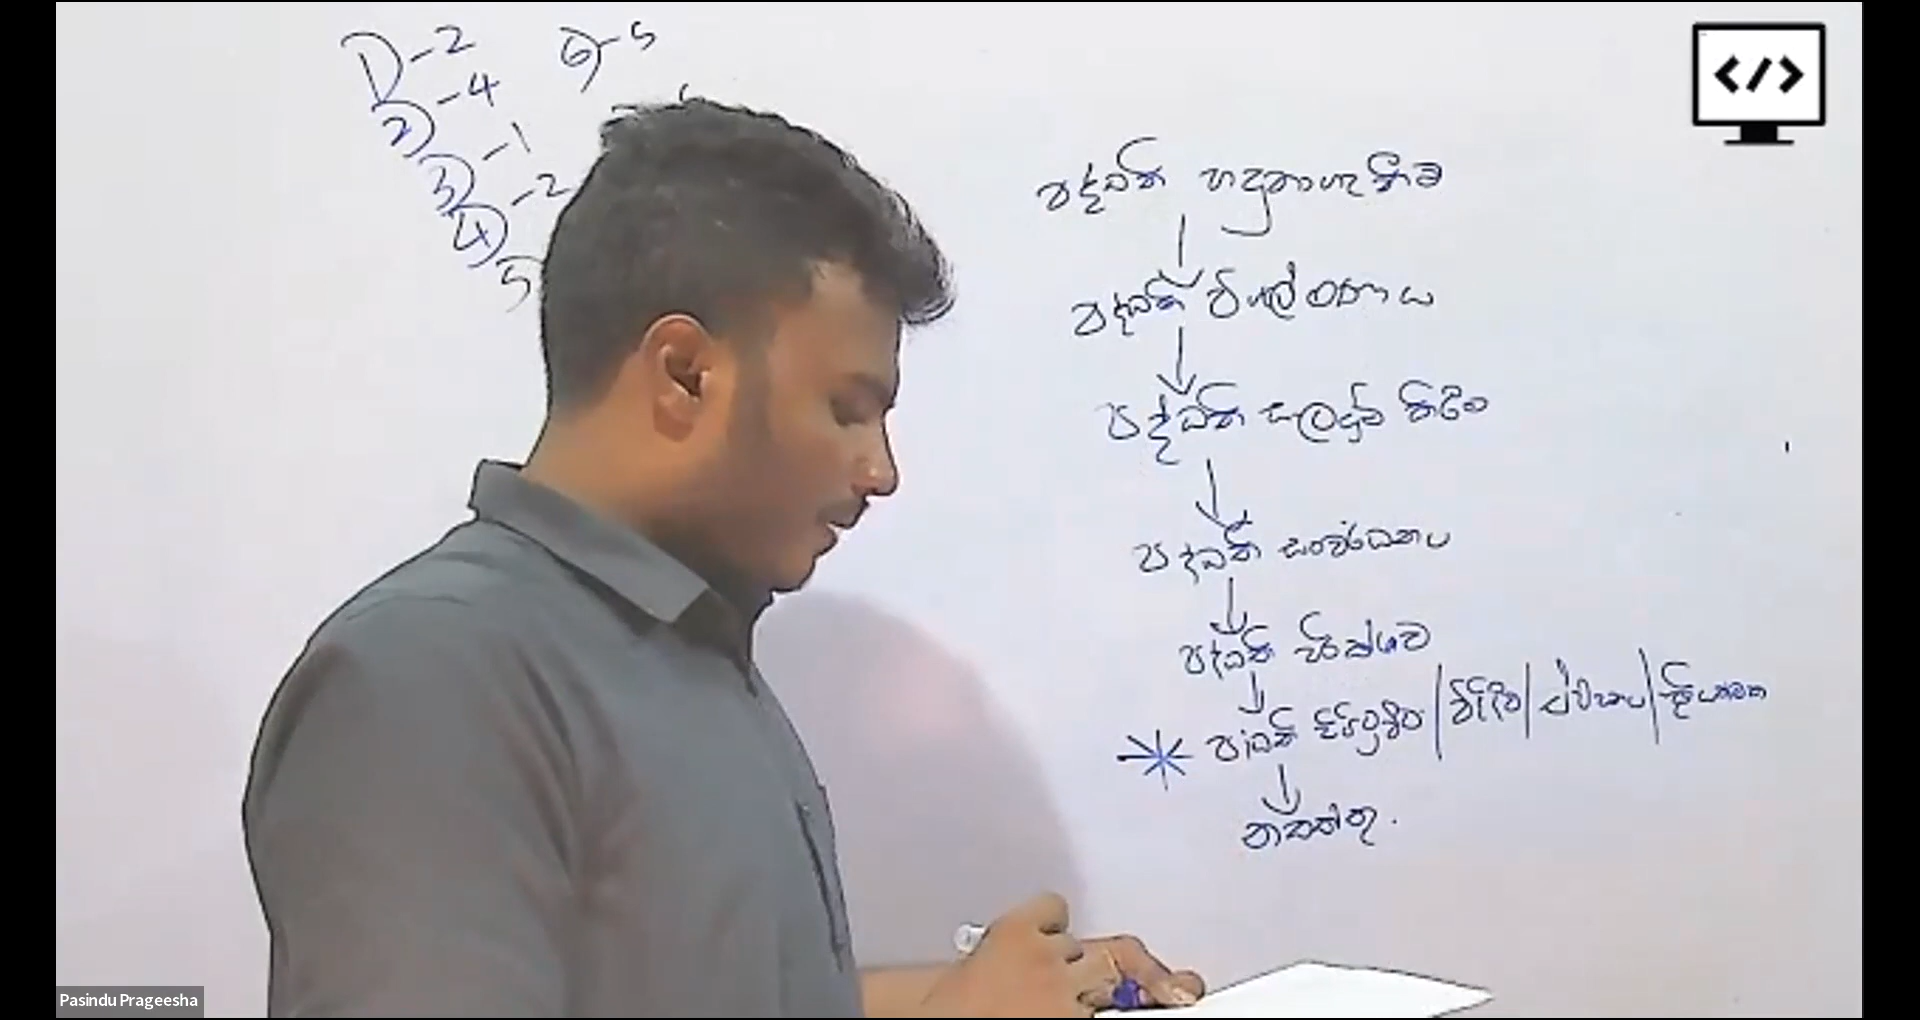 1) - 2
2) - 4
3) - 1
4) - 2
5
6) - 5
</>
පද්ධති හඳුනාගැනීම
පද්ධති විශ්ලේෂණය
පද්ධති සැලසුම් කිරීම
පද්ධති සංවර්ධනය
පද්ධති පරීක්ෂාව
පද්ධති
නඩත්තු.
Pasindu Prageesha